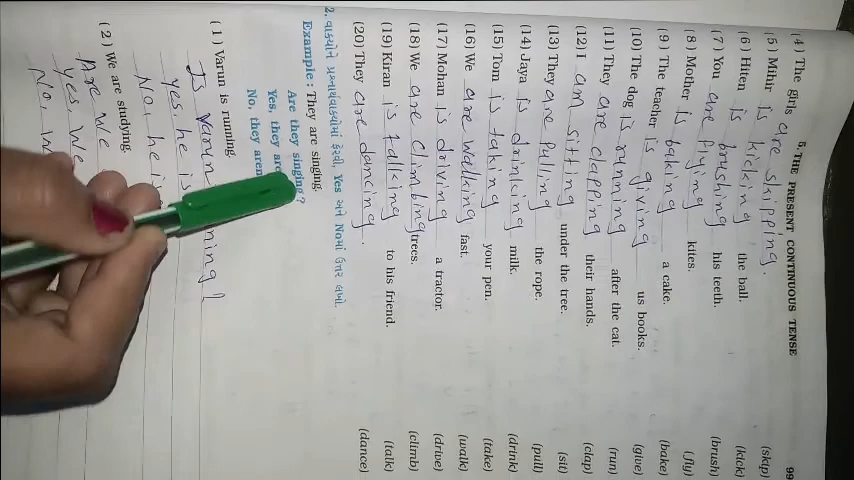 5.THE PRESENT CONTINUOUS TENSE 99
(4) The girls are skipping. (skip)
(5) Mihir is kicking the ball. (kick)
(6) Hiten is brushing his teeth. (brush)
(7) You are flying kites. (fly)
(8) Mother is baking a cake. (bake)
(9) The teacher is giving us books. (give)
(10) The dog is running after the cat. (run)
(11) They are clapping their hands. (clap)
(12) I am sitting under the tree. (sit)
(13) They are pulling the rope. (pull)
(14) Jaya is drinking milk. (drink)
(15) Tom is taking your pen. (take)
(16) We are walking fast. (walk)
(17) Mohan is driving a tractor. (drive)
(18) We are climbing trees. (climb)
(19) Kiran is talking to his friend. (talk)
(20) They are dancing. (dance)
2. વાક્યોને પ્રશ્નાર્થવાક્યોમાં ફેરવી, Yes અને Noમાં ઉત્તર લખો.
Example : They are singing.
Are they singing?
Yes, they are
No, they aren
(1) Varun is running.
Is Varun ning?
Yes, he is
No, he is
(2) We are studying.
Are we
Yes, we
No, w